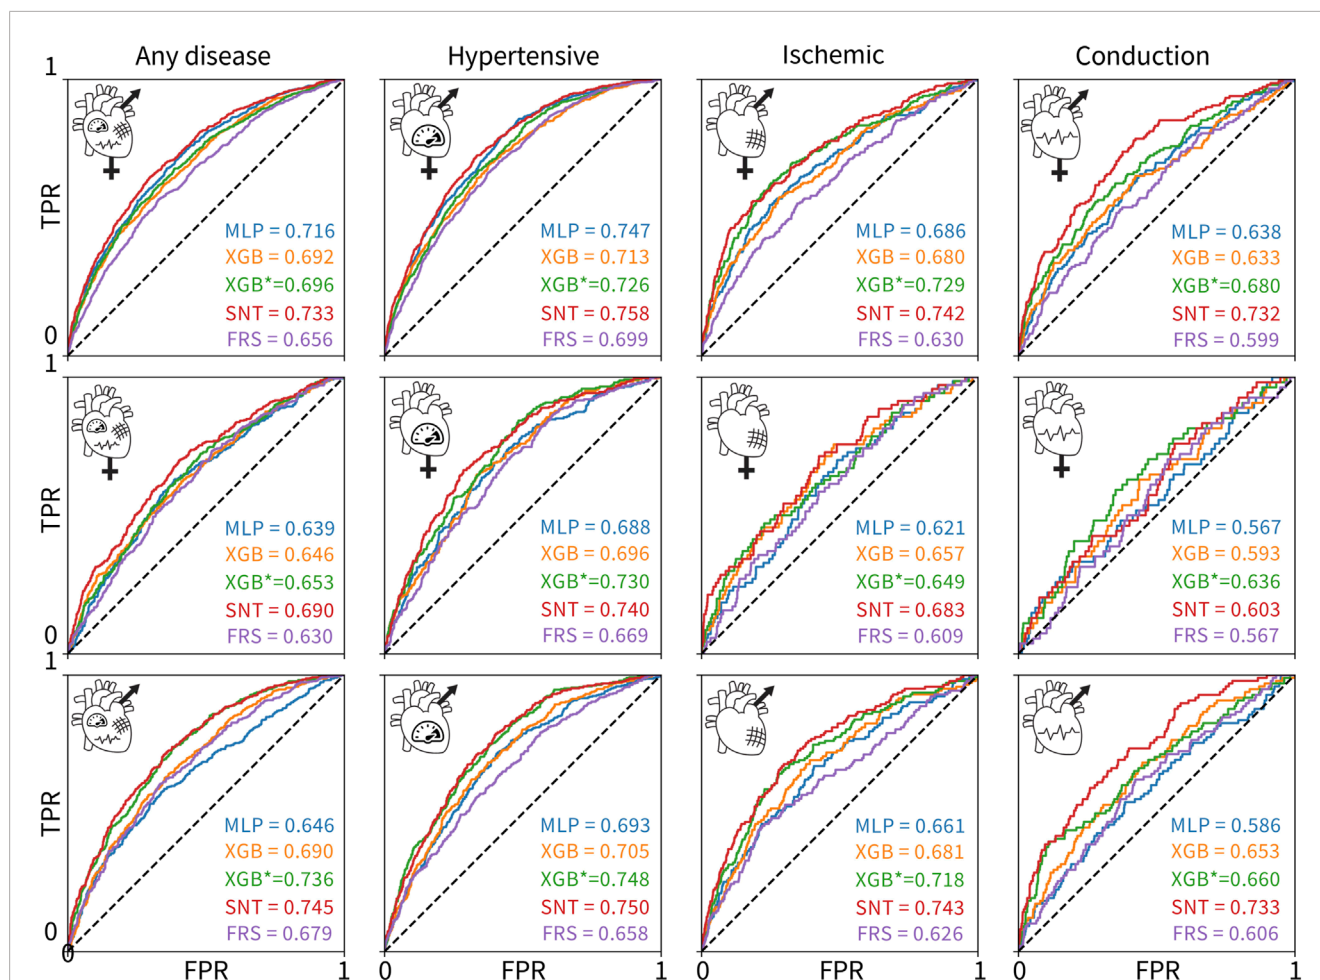 Any disease Hypertensive Ischemic Conduction
1
TPR
MLP = 0.716 MLP = 0.747 MLP = 0.686 MLP = 0.638
XGB = 0.692 XGB = 0.713 XGB = 0.680 XGB = 0.633
XGB*=0.696 XGB*=0.726 XGB*=0.729 XGB*=0.680
SNT = 0.733 SNT = 0.758 SNT = 0.742 SNT = 0.732
FRS = 0.656 FRS = 0.699 FRS = 0.630 FRS = 0.599
0
1
TPR
MLP = 0.639 MLP = 0.688 MLP = 0.621 MLP = 0.567
XGB = 0.646 XGB = 0.696 XGB = 0.657 XGB = 0.593
XGB*=0.653 XGB*=0.730 XGB*=0.649 XGB*=0.636
SNT = 0.690 SNT = 0.740 SNT = 0.683 SNT = 0.603
FRS = 0.630 FRS = 0.669 FRS = 0.609 FRS = 0.567
0
1
TPR
MLP = 0.646 MLP = 0.693 MLP = 0.661 MLP = 0.586
XGB = 0.690 XGB = 0.705 XGB = 0.681 XGB = 0.653
XGB*=0.736 XGB*=0.748 XGB*=0.718 XGB*=0.660
SNT = 0.745 SNT = 0.750 SNT = 0.743 SNT = 0.733
FRS = 0.679 FRS = 0.658 FRS = 0.626 FRS = 0.606
0
0 FPR 1 0 FPR 1 0 FPR 1 0 FPR 1